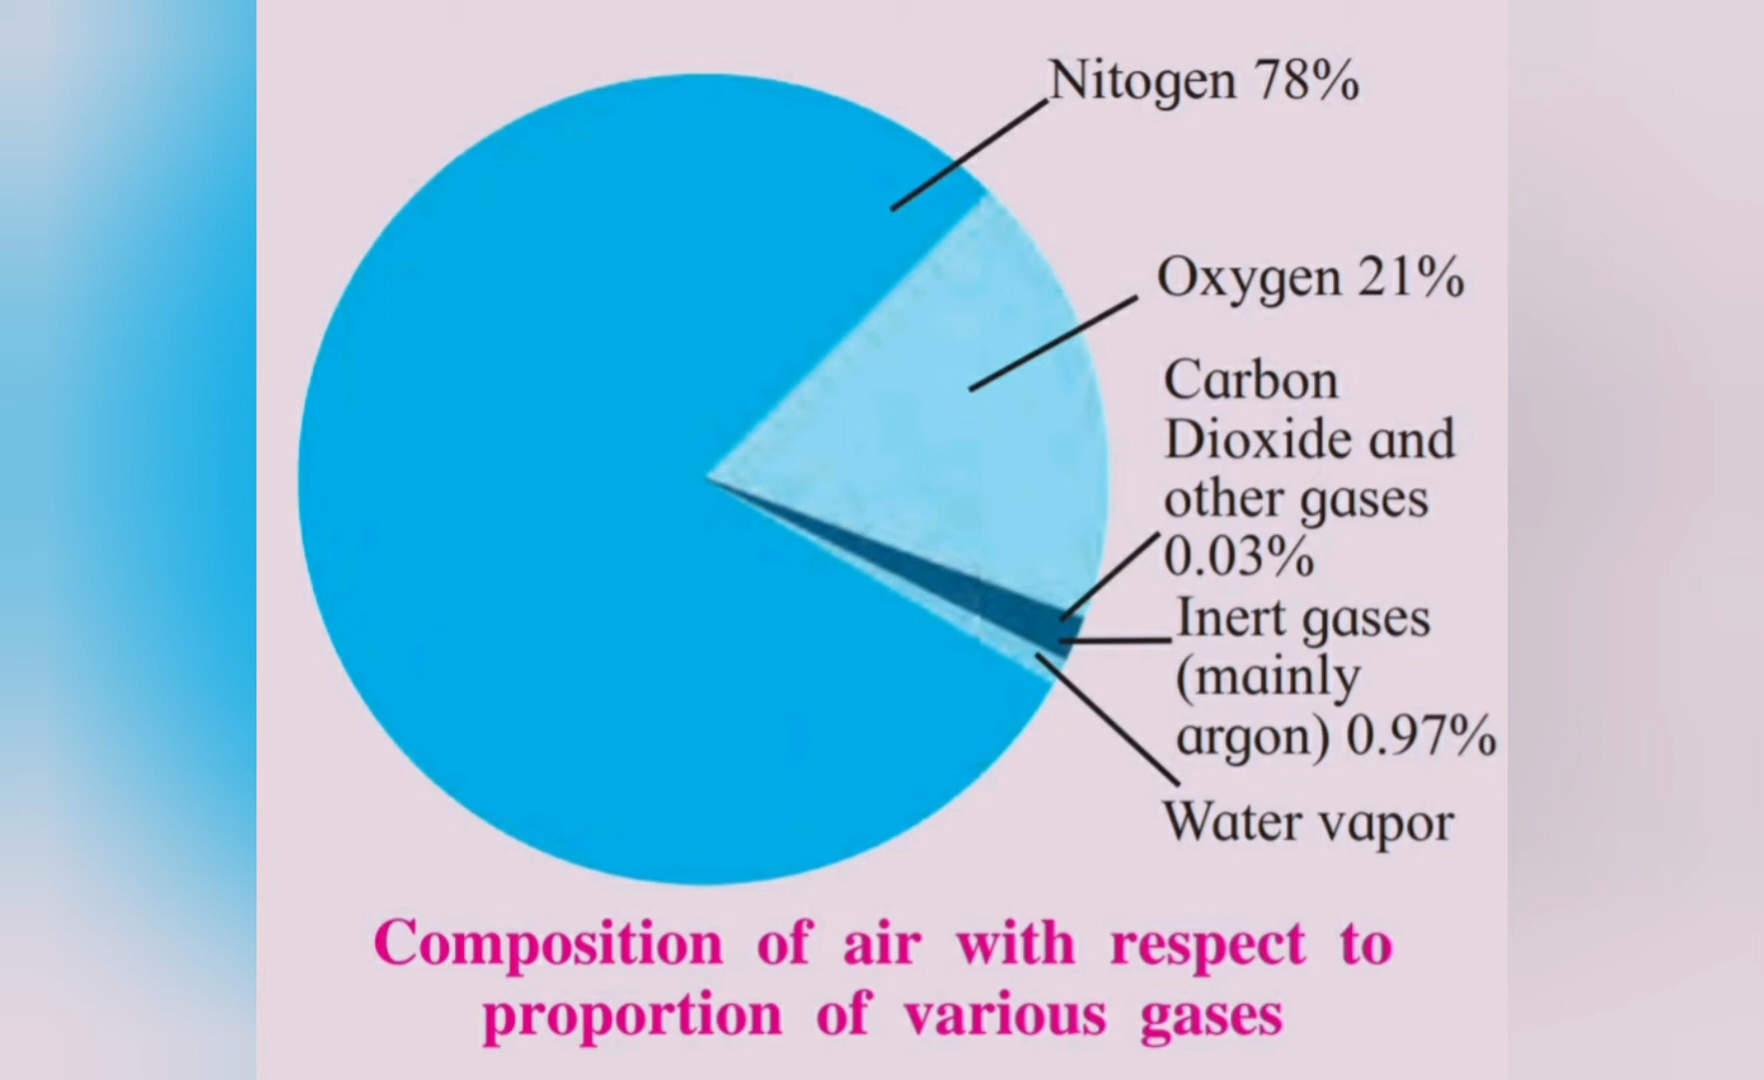 Nitogen 78%
Oxygen 21%
Carbon
Dioxide and
other gases
0.03%
Inert gases
(mainly
argon) 0.97%
Water vapor
Composition of air with respect to
proportion of various gases